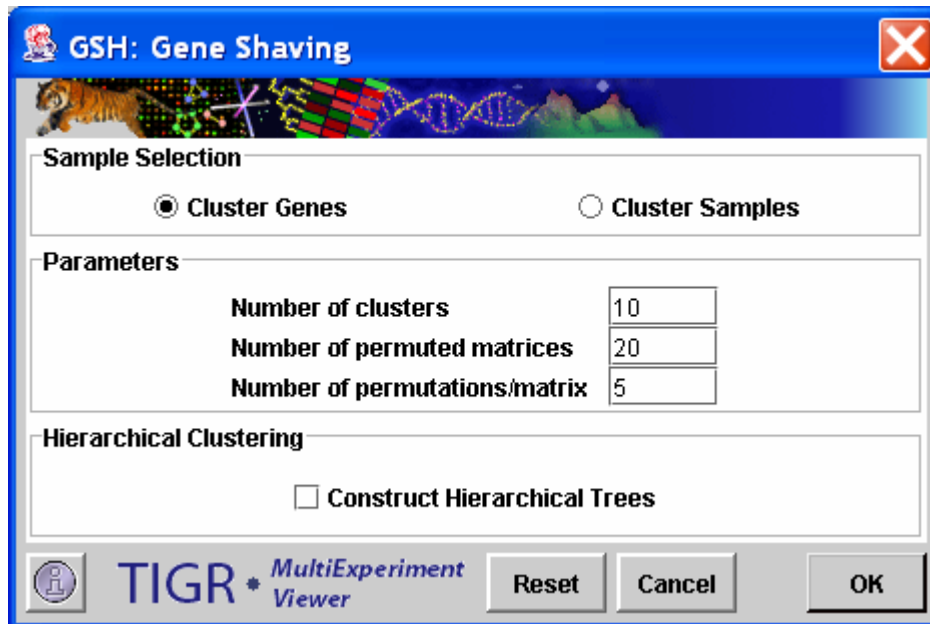 GSH: Gene Shaving
Sample Selection
Cluster Genes Cluster Samples
Parameters
Number of clusters 10
Number of permuted matrices 20
Number of permutations/matrix 5
Hierarchical Clustering
Construct Hierarchical Trees
TIGR MultiExperiment Viewer Reset Cancel OK